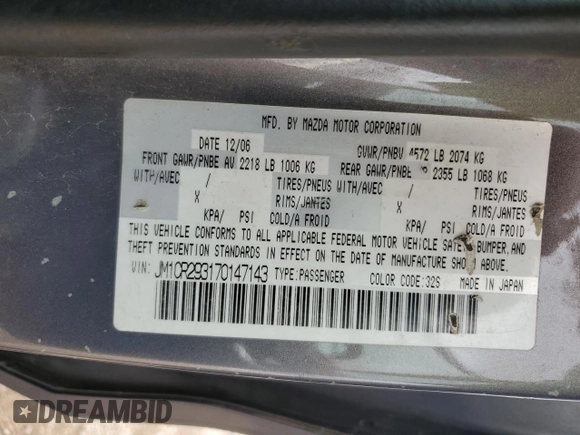 MFD. BY MAZDA MOTOR CORPORATION
DATE 12/06 GVWR/PNBV 4572 LB 2074 KG
FRONT GAWR/PNBE AV 2218 LB 1006 KG REAR GAWR/PNBE 2355 LB 1068 KG
WITH/AVEC / TIRES/PNEUS WITH/AVEC / TIRES/PNEUS
X RIMS/JANTES X RIMS/JANTES
KPA/ PSI COLD/A FROID KPA/ PSI COLD/A FROID
THIS VEHICLE CONFORMS TO ALL APPLICABLE FEDERAL MOTOR VEHICLE SAFETY, BUMPER, AND
THEFT PREVENTION STANDARDS IN EFFECT ON THE DATE OF MANUFACTURE SHOWN ABOVE.
VIN: JM1CR293170147143 TYPE:PASSENGER COLOR CODE:32S MADE IN JAPAN
DREAMBID